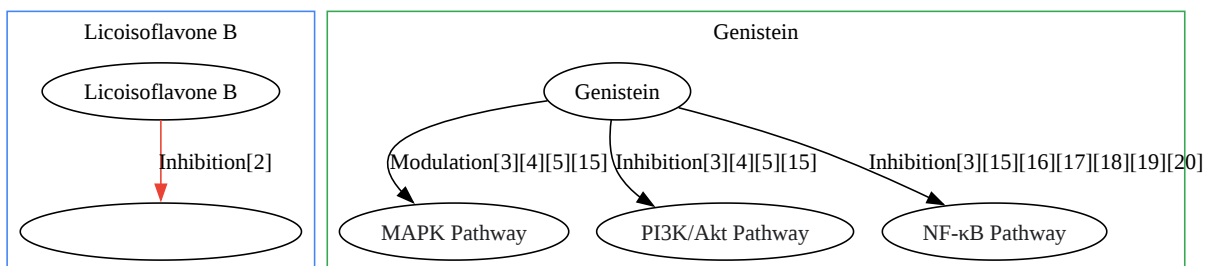 Licoisoflavone B
Genistein
Licoisoflavone B
Genistein
Inhibition[2]
Modulation[3][4][5][15]
Inhibition[3][4][5][15]
Inhibition[3][15][16][17][18][19][20]
MAPK Pathway
PI3K/Akt Pathway
NF-κB Pathway